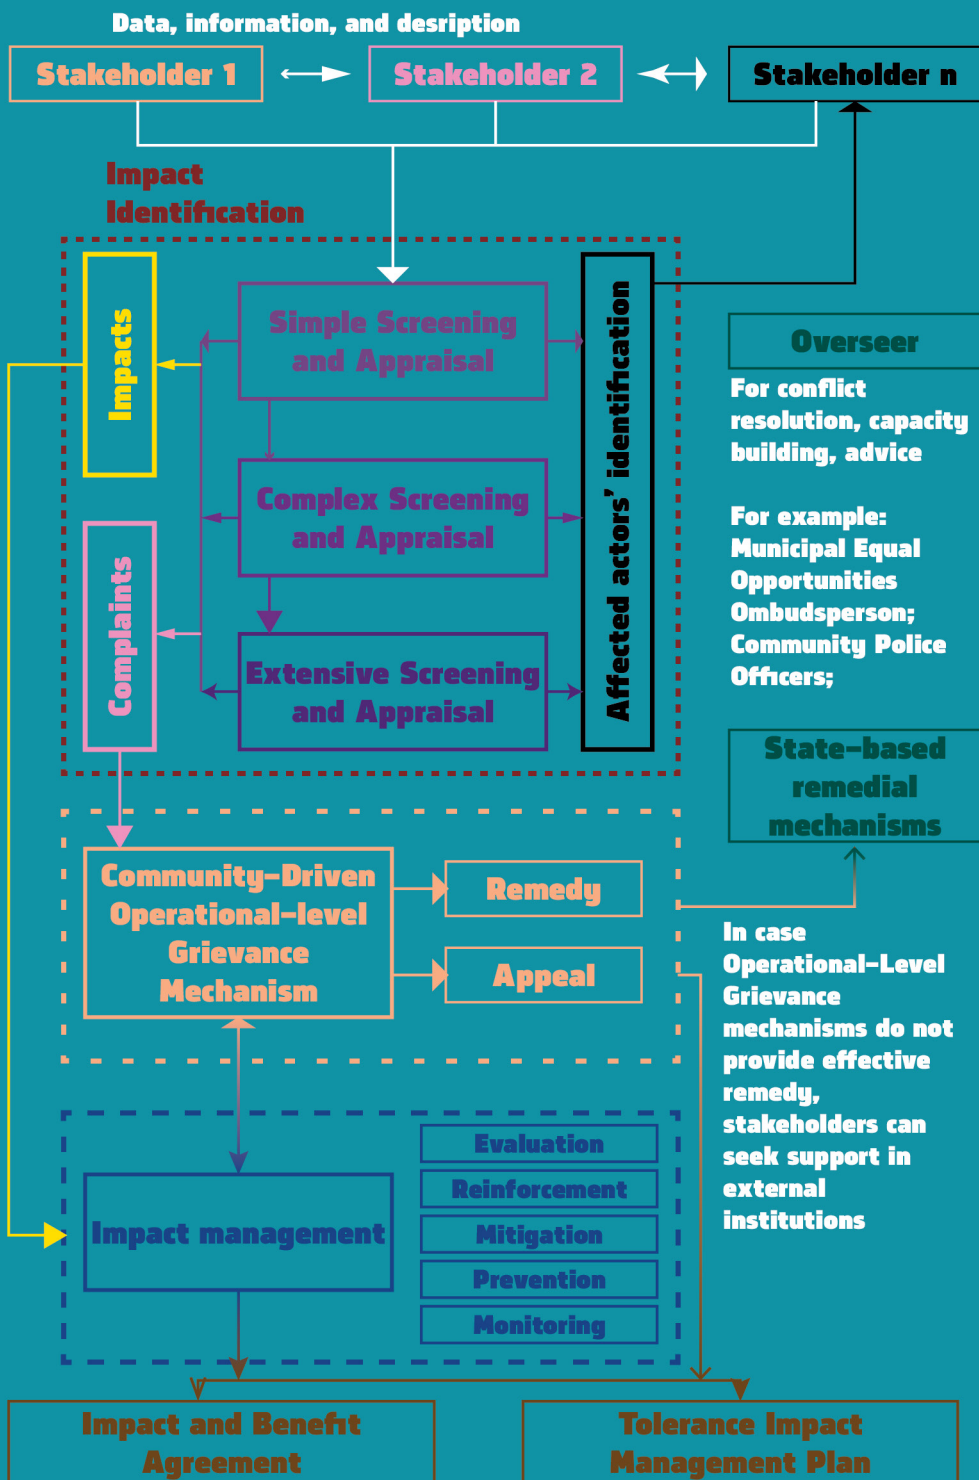 Data, information, and desription
Stakeholder 1
Stakeholder 2
Stakeholder n
Impact
Identification
Impacts
Complaints
Simple Screening
and Appraisal
Complex Screening
and Appraisal
Extensive Screening
and Appraisal
Affected actors' identification
Overseer
For conflict
resolution, capacity
building, advice
For example:
Municipal Equal
Opportunities
Ombudsperson;
Community Police
Officers;
State-based
remedial
mechanisms
Community-Driven
Operational-level
Grievance
Mechanism
Remedy
Appeal
In case
Operational-Level
Grievance
mechanisms do not
provide effective
remedy,
stakeholders can
seek support in
external
institutions
Impact management
Evaluation
Reinforcement
Mitigation
Prevention
Monitoring
Impact and Benefit
Agreement
Tolerance Impact
Management Plan